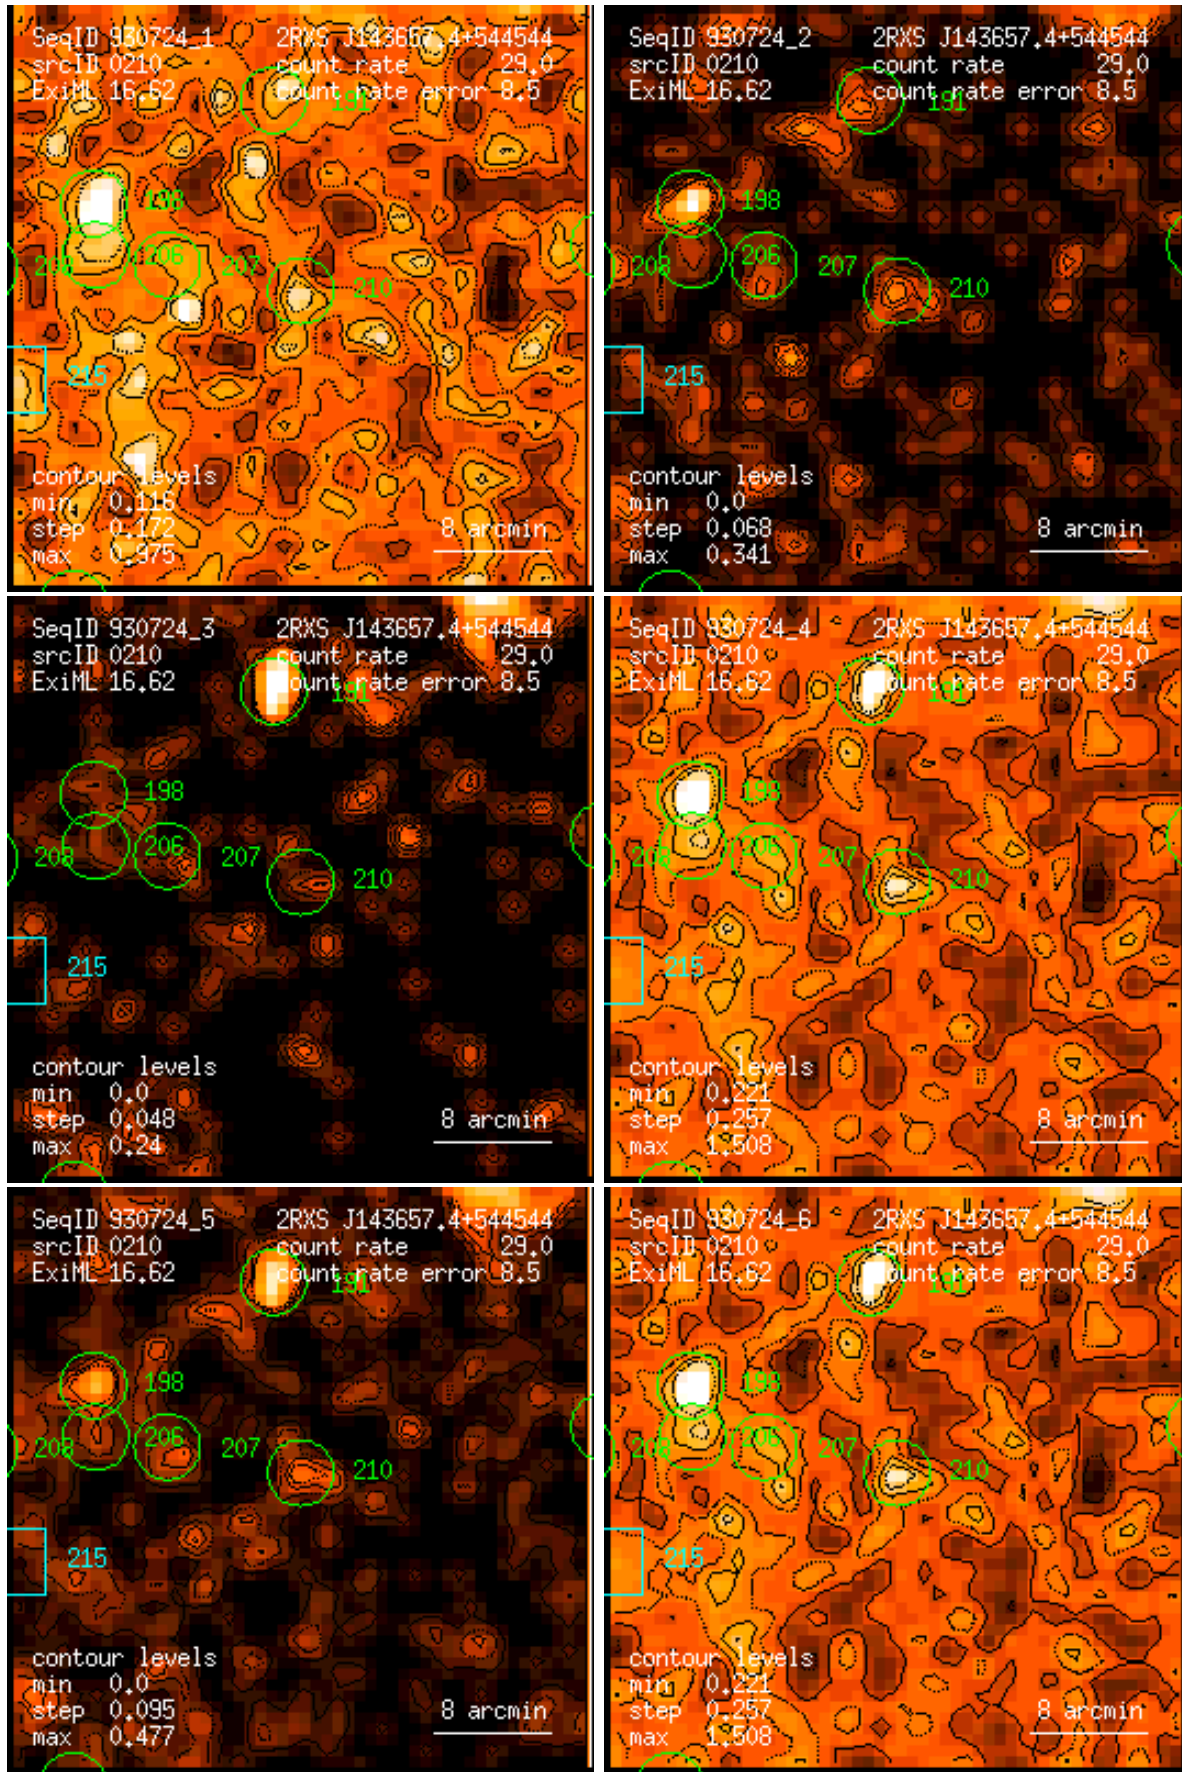 SeqID 930724_1 2RXS J143657.4+544544
srcID 0210 count rate 29.0
ExiML 16.62 count rate error 8.5
191
198
206
208 207
210
215
contour levels
min 0.116
step 0.172 8 arcmin
max 0.975
SeqID 930724_2 2RXS J143657.4+544544
srcID 0210 count rate 29.0
ExiML 16.62 count rate error 8.5
191
198
206
208 207
210
215
contour levels
min 0.0
step 0.068 8 arcmin
max 0.341
SeqID 930724_3 2RXS J143657.4+544544
srcID 0210 count rate 29.0
ExiML 16.62 count rate error 8.5
191
198
206
208 207
210
215
contour levels
min 0.0
step 0.048 8 arcmin
max 0.24
SeqID 930724_4 2RXS J143657.4+544544
srcID 0210 count rate 29.0
ExiML 16.62 count rate error 8.5
191
198
206
208 207
210
215
contour levels
min 0.221
step 0.257 8 arcmin
max 1.508
SeqID 930724_5 2RXS J143657.4+544544
srcID 0210 count rate 29.0
ExiML 16.62 count rate error 8.5
191
198
206
208 207
210
215
contour levels
min 0.0
step 0.095 8 arcmin
max 0.477
SeqID 930724_6 2RXS J143657.4+544544
srcID 0210 count rate 29.0
ExiML 16.62 count rate error 8.5
191
198
206
208 207
210
215
contour levels
min 0.221
step 0.257 8 arcmin
max 1.508